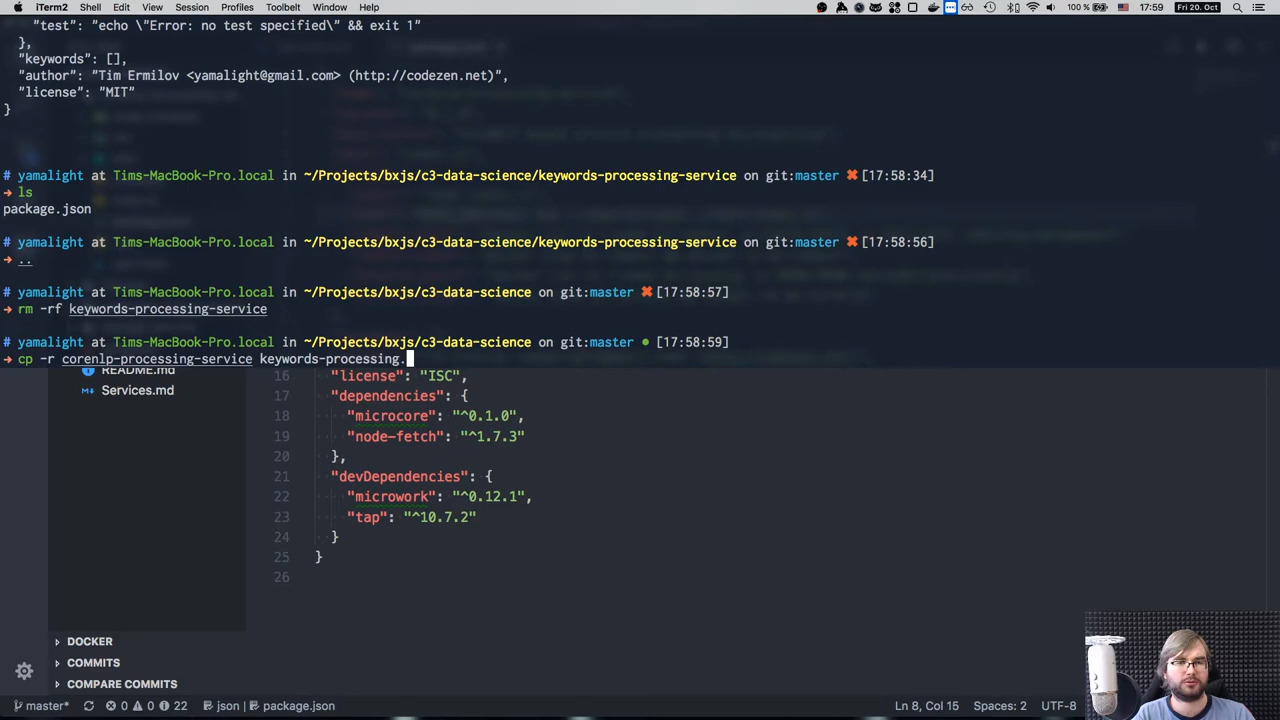 iTerm2 Shell Edit View Session Profiles Toolbelt Window Help 100 % 17:59 Fri 20. Oct
"test": "echo \"Error: no test specified\" && exit 1"
},
"keywords": [],
"author": "Tim Ermilov <yamalight@gmail.com> (http://codezen.net)",
"license": "MIT"
}
# yamalight at Tims-MacBook-Pro.local in ~/Projects/bxjs/c3-data-science/keywords-processing-service on git:master ✖ [17:58:34]
→ ls
package.json
# yamalight at Tims-MacBook-Pro.local in ~/Projects/bxjs/c3-data-science/keywords-processing-service on git:master ✖ [17:58:56]
→ ..
# yamalight at Tims-MacBook-Pro.local in ~/Projects/bxjs/c3-data-science on git:master ✖ [17:58:57]
→ rm -rf keywords-processing-service
# yamalight at Tims-MacBook-Pro.local in ~/Projects/bxjs/c3-data-science on git:master ● [17:58:59]
→ cp -r corenlp-processing-service keywords-processing.
README.md
Services.md
16 "license": "ISC",
17 "dependencies": {
18 "microcore": "^0.1.0",
19 "node-fetch": "^1.7.3"
20 },
21 "devDependencies": {
22 "microwork": "^0.12.1",
23 "tap": "^10.7.2"
24 }
25 }
26
DOCKER
COMMITS
COMPARE COMMITS
master* 0 0 22 json | package.json Ln 8, Col 15 Spaces: 2 UTF-8